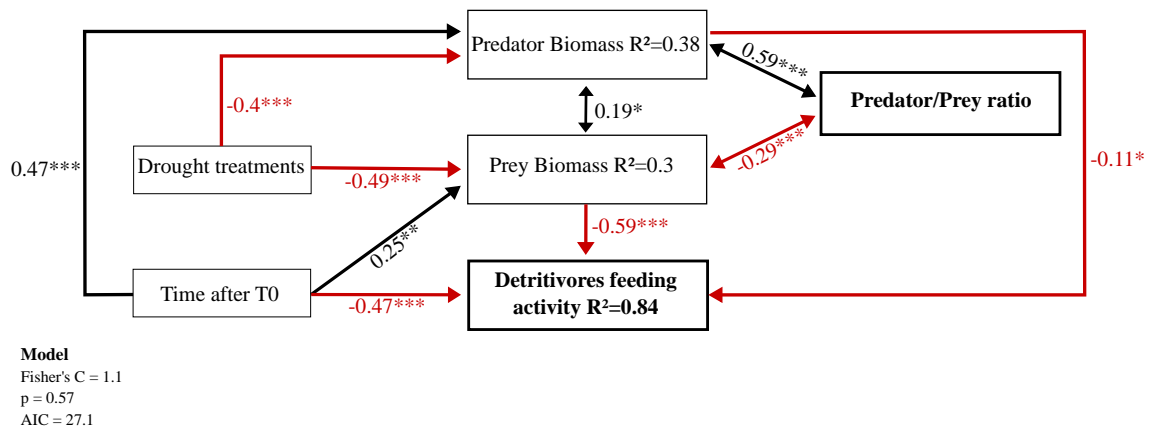 Predator Biomass R²=0.38
0.59***
Predator/Prey ratio
-0.4***
0.19*
0.47***
Drought treatments
-0.49***
Prey Biomass R²=0.3
-0.29***
-0.11*
0.25**
-0.59***
Time after T0
-0.47***
Detritivores feeding
activity R²=0.84
Model
Fisher's C = 1.1
p = 0.57
AIC = 27.1